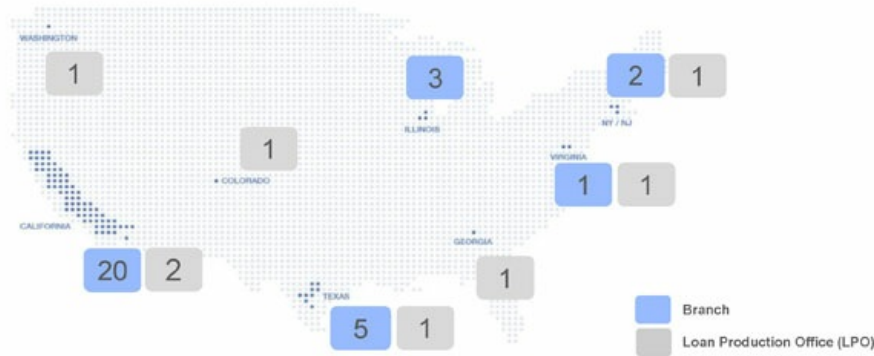 WASHINGTON
1
3
ILLINOIS
2 1
NY / NJ
1
COLORADO
VIRGINIA
1 1
CALIFORNIA
20 2
GEORGIA
1
TEXAS
5 1
Branch
Loan Production Office (LPO)